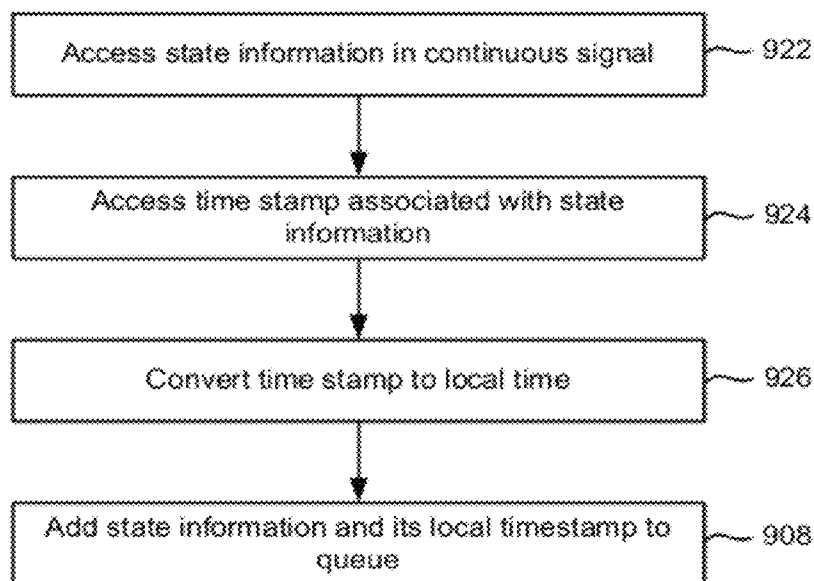 Access state information in continuous signal
922
Access time stamp associated with state
information
924
Convert time stamp to local time
926
Add state information and its local timestamp to
queue
908